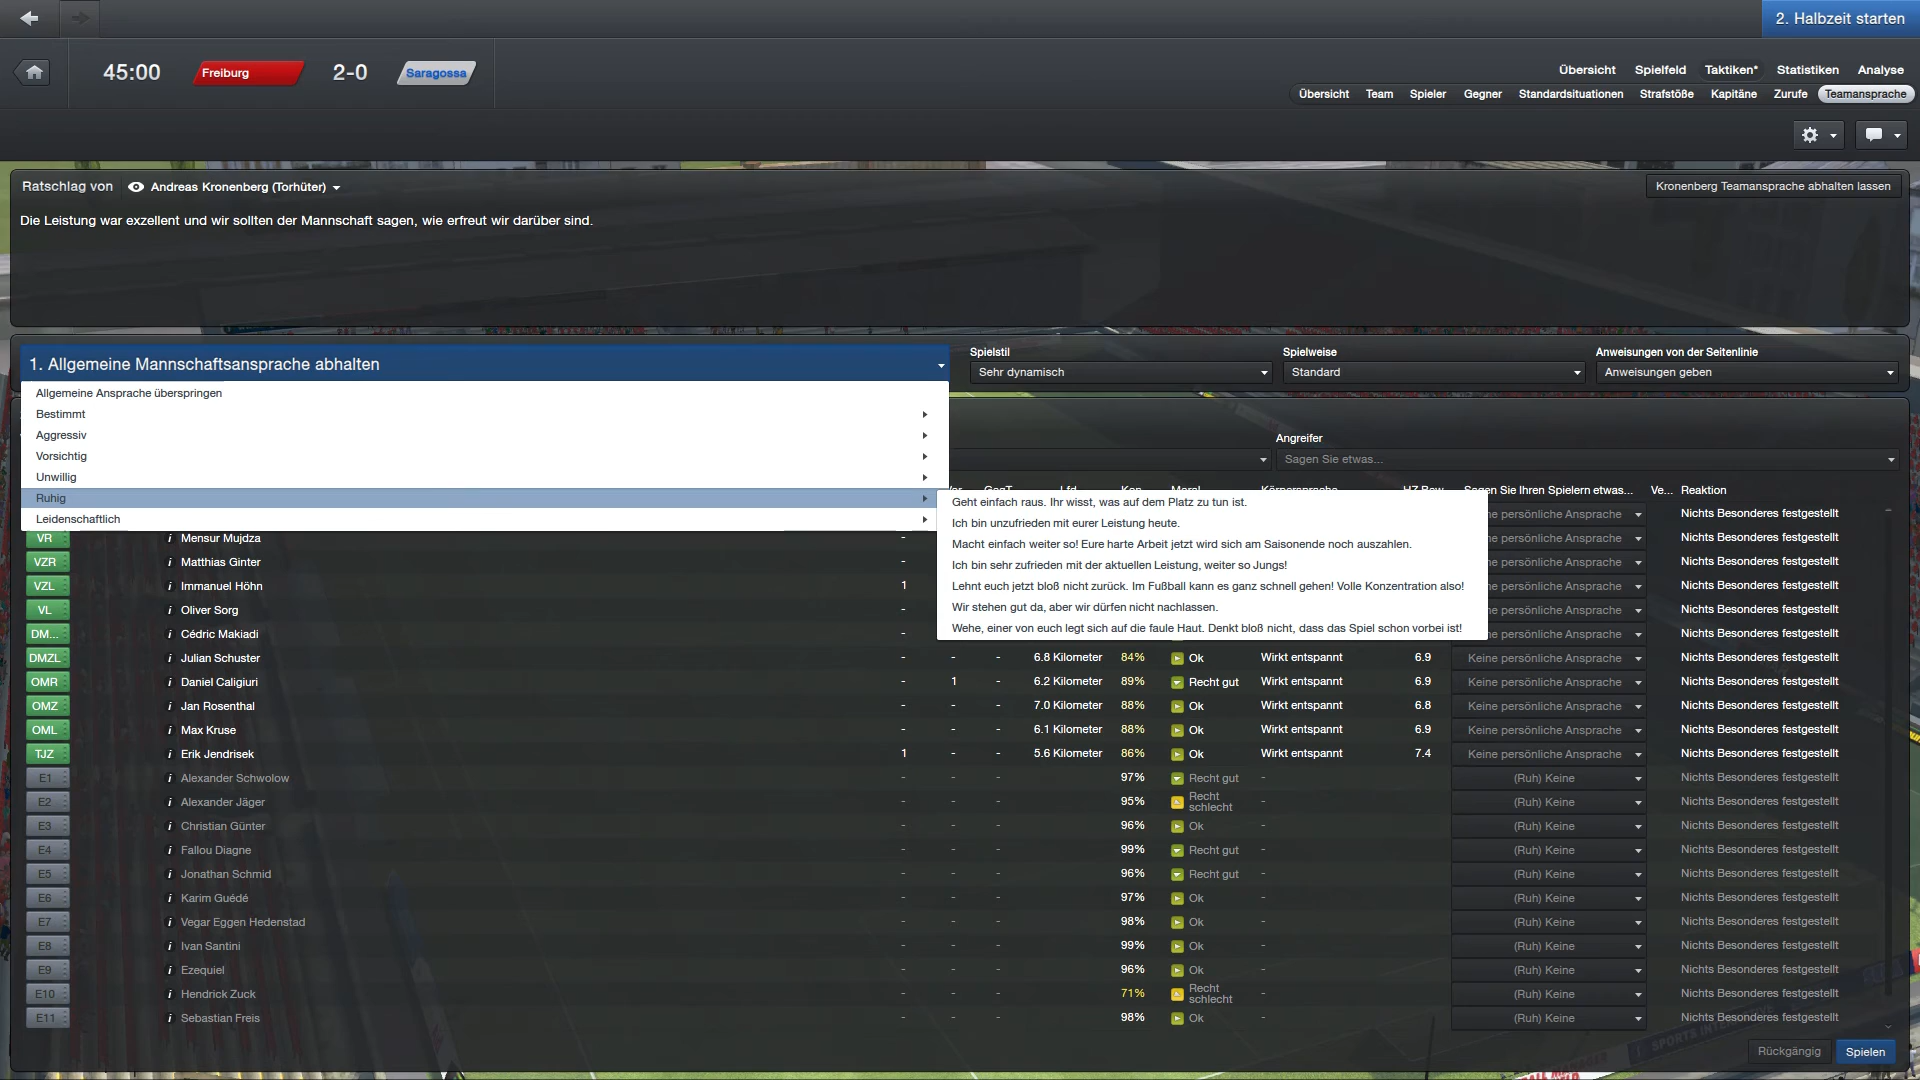 2. Halbzeit starten
45:00 Freiburg 2-0 Saragossa
Übersicht Spielfeld Taktiken* Statistiken Analyse
Übersicht Team Spieler Gegner Standardsituationen Strafstöße Kapitäne Zurufe Teamansprache
Ratschlag von Andreas Kronenberg (Torhüter)
Kronenberg Teamansprache abhalten lassen
Die Leistung war exzellent und wir sollten der Mannschaft sagen, wie erfreut wir darüber sind.
1. Allgemeine Mannschaftsansprache abhalten
Spielstil Spielweise Anweisungen von der Seitenlinie
Sehr dynamisch Standard Anweisungen geben
Allgemeine Ansprache überspringen
Bestimmt
Aggressiv
Vorsichtig
Unwillig
Ruhig
Leidenschaftlich
Angreifer
Sagen Sie etwas...
Geht einfach raus. Ihr wisst, was auf dem Platz zu tun ist.
Ich bin unzufrieden mit eurer Leistung heute.
Macht einfach weiter so! Eure harte Arbeit jetzt wird sich am Saisonende noch auszahlen.
Ich bin sehr zufrieden mit der aktuellen Leistung, weiter so Jungs!
Lehnt euch jetzt bloß nicht zurück. Im Fußball kann es ganz schnell gehen! Volle Konzentration also!
Wir stehen gut da, aber wir dürfen nicht nachlassen.
Wehe, einer von euch legt sich auf die faule Haut. Denkt bloß nicht, dass das Spiel schon vorbei ist!
Sie Ihren Spielern etwas... Ve... Reaktion
persönliche Ansprache Nichts Besonderes festgestellt
VR i Mensur Mujdza - persönliche Ansprache Nichts Besonderes festgestellt
VZR i Matthias Ginter - persönliche Ansprache Nichts Besonderes festgestellt
VZL i Immanuel Höhn 1 persönliche Ansprache Nichts Besonderes festgestellt
VL i Oliver Sorg - persönliche Ansprache Nichts Besonderes festgestellt
DM... i Cédric Makiadi - persönliche Ansprache Nichts Besonderes festgestellt
DMZL i Julian Schuster - - - 6.8 Kilometer 84% Ok Wirkt entspannt 6.9 Keine persönliche Ansprache Nichts Besonderes festgestellt
OMR i Daniel Caligiuri - 1 - 6.2 Kilometer 89% Recht gut Wirkt entspannt 6.9 Keine persönliche Ansprache Nichts Besonderes festgestellt
OMZ i Jan Rosenthal - - - 7.0 Kilometer 88% Ok Wirkt entspannt 6.8 Keine persönliche Ansprache Nichts Besonderes festgestellt
OML i Max Kruse - - - 6.1 Kilometer 88% Ok Wirkt entspannt 6.9 Keine persönliche Ansprache Nichts Besonderes festgestellt
TJZ i Erik Jendrisek 1 - - 5.6 Kilometer 86% Ok Wirkt entspannt 7.4 Keine persönliche Ansprache Nichts Besonderes festgestellt
E1 i Alexander Schwolow - - - 97% Recht gut - (Ruh) Keine Nichts Besonderes festgestellt
E2 i Alexander Jäger - - - 95% Recht schlecht - (Ruh) Keine Nichts Besonderes festgestellt
E3 i Christian Günter - - - 96% Ok - (Ruh) Keine Nichts Besonderes festgestellt
E4 i Fallou Diagne - - - 99% Recht gut - (Ruh) Keine Nichts Besonderes festgestellt
E5 i Jonathan Schmid - - - 96% Recht gut - (Ruh) Keine Nichts Besonderes festgestellt
E6 i Karim Guédé - - - 97% Ok - (Ruh) Keine Nichts Besonderes festgestellt
E7 i Vegar Eggen Hedenstad - - - 98% Ok - (Ruh) Keine Nichts Besonderes festgestellt
E8 i Ivan Santini - - - 99% Ok - (Ruh) Keine Nichts Besonderes festgestellt
E9 i Ezequiel - - - 96% Ok - (Ruh) Keine Nichts Besonderes festgestellt
E10 i Hendrick Zuck - - - 71% Recht schlecht - (Ruh) Keine Nichts Besonderes festgestellt
E11 i Sebastian Freis - - - 98% Ok - (Ruh) Keine Nichts Besonderes festgestellt
SPORTS INTERACTIVE
Rückgängig Spielen